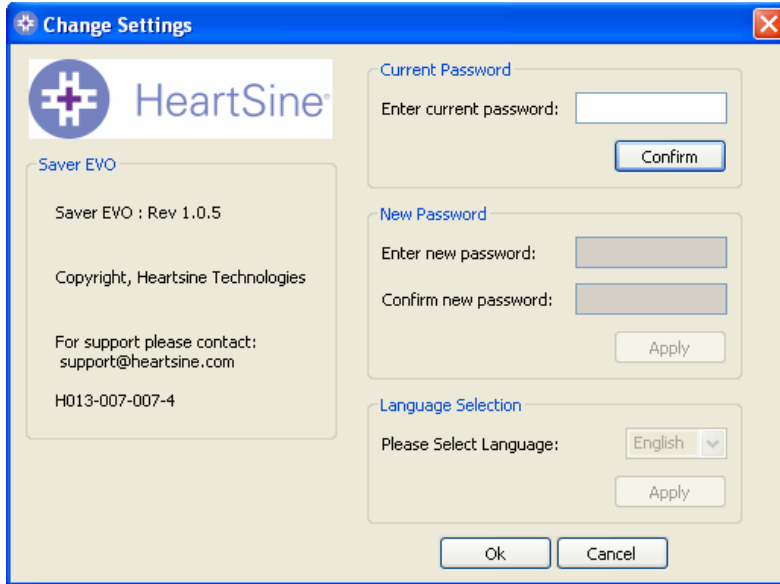 Change Settings
HeartSine®
Saver EVO
Saver EVO : Rev 1.0.5
Copyright, Heartsine Technologies
For support please contact:
support@heartsine.com
H013-007-007-4
Current Password
Enter current password:
Confirm
New Password
Enter new password:
Confirm new password:
Apply
Language Selection
Please Select Language:
English
Apply
Ok
Cancel